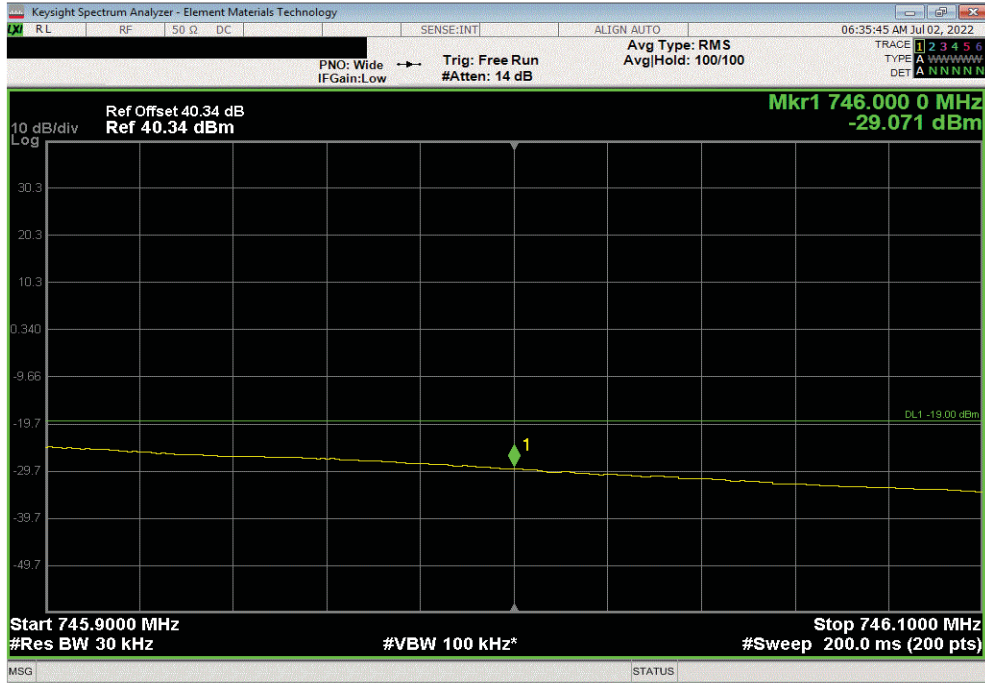 Keysight Spectrum Analyzer - Element Materials Technology
LXI RL RF 50 Ω DC SENSE:INT ALIGN AUTO 06:35:45 AM Jul 02, 2022
PNO: Wide Trig: Free Run Avg Type: RMS TRACE 1 2 3 4 5 6
IFGain:Low #Atten: 14 dB Avg|Hold: 100/100 TYPE A WWWWW
DET A N N N N N
Mkr1 746.000 0 MHz
-29.071 dBm
Ref Offset 40.34 dB
10 dB/div Ref 40.34 dBm
Log
30.3
20.3
10.3
0.340
-9.66
DL1 -19.00 dBm
-19.7
1
-29.7
-39.7
-49.7
Start 745.9000 MHz Stop 746.1000 MHz
#Res BW 30 kHz #VBW 100 kHz* #Sweep 200.0 ms (200 pts)
MSG STATUS